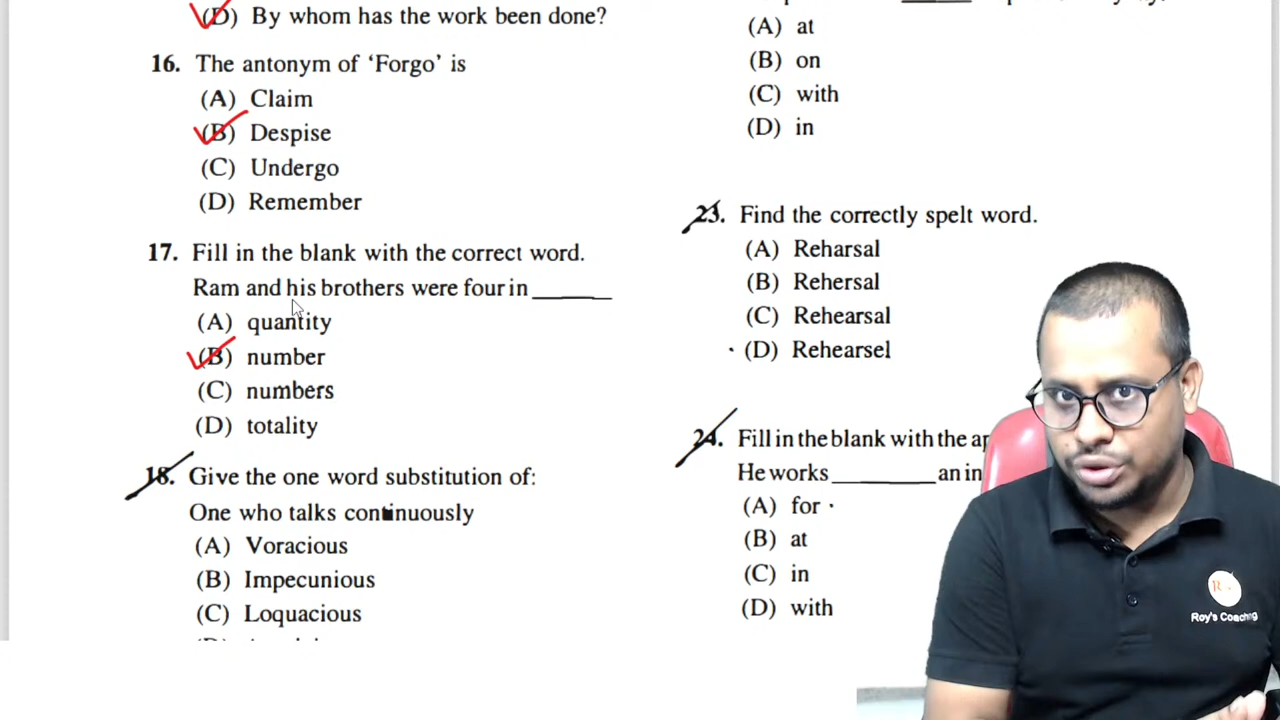 (D) By whom has the work been done?
16. The antonym of ‘Forgo’ is
(A) Claim
(B) Despise
(C) Undergo
(D) Remember
17. Fill in the blank with the correct word.
Ram and his brothers were four in ______
(A) quantity
(B) number
(C) numbers
(D) totality
18. Give the one word substitution of:
One who talks continuously
(A) Voracious
(B) Impecunious
(C) Loquacious
(A) at
(B) on
(C) with
(D) in
23. Find the correctly spelt word.
(A) Reharsal
(B) Rehersal
(C) Rehearsal
(D) Rehearsel
24. Fill in the blank with the
He works ________ an
(A) for
(B) at
(C) in
(D) with
Roy's Coaching